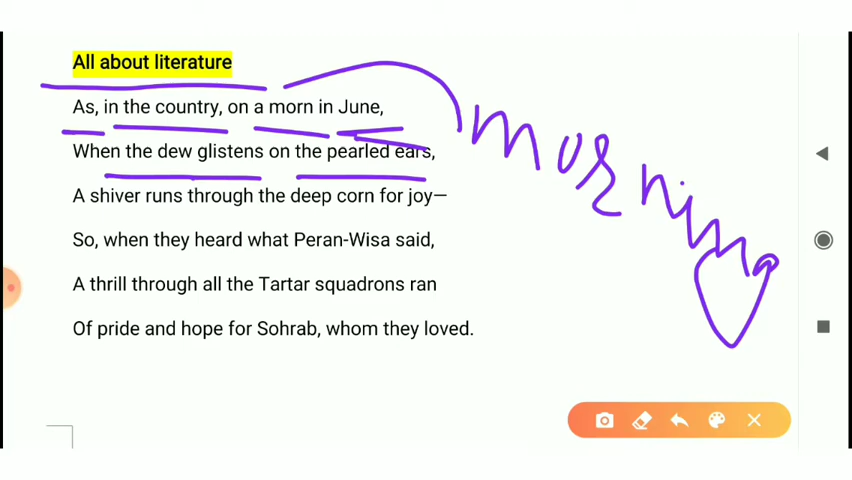 All about literature
As, in the country, on a morn in June,
When the dew glistens on the pearled ears,
A shiver runs through the deep corn for joy—
So, when they heard what Peran-Wisa said,
A thrill through all the Tartar squadrons ran
Of pride and hope for Sohrab, whom they loved.
morning